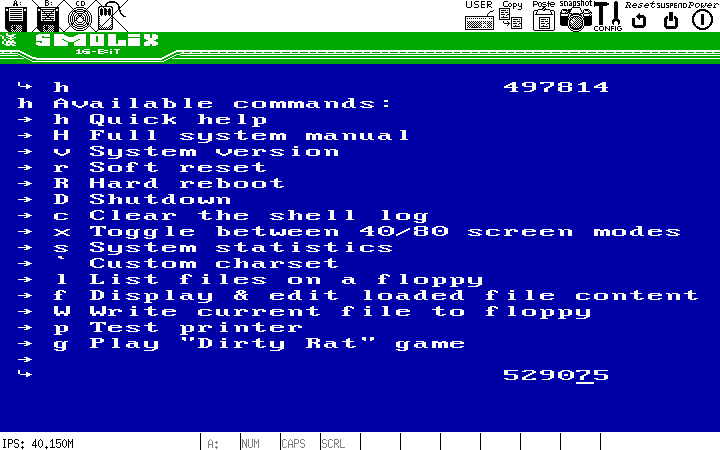 A: B: CD USER Copy Paste snapshot CONFIG Reset SUSPEND Power
SMOLiX
16-BiT
↳ h 497814
h Available commands:
→ h Quick help
→ H Full system manual
→ v System version
→ r Soft reset
→ R Hard reboot
→ D Shutdown
→ c Clear the shell log
→ x Toggle between 40/80 screen modes
→ s System statistics
→ ` Custom charset
→ l List files on a floppy
→ f Display & edit loaded file content
→ W Write current file to floppy
→ p Test printer
→ g Play "Dirty Rat" game
→
↳ 529075
IPS: 40.150M A: NUM CAPS SCRL